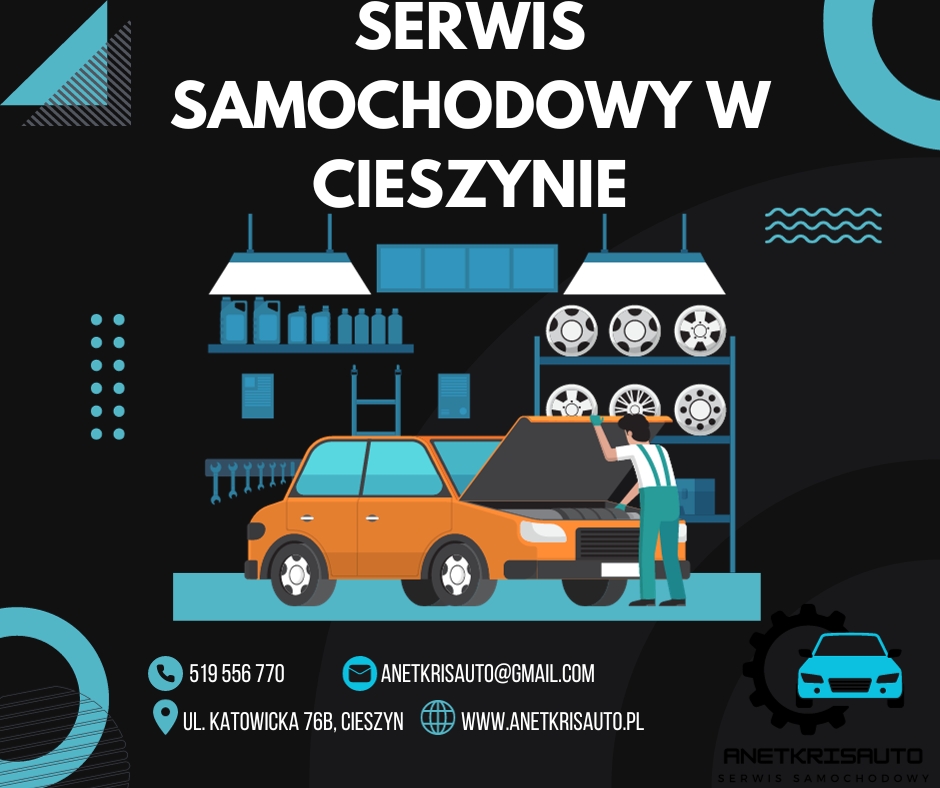 SERWIS
SAMOCHODOWY W
CIESZYNIE
519 556 770
ANETKRISAUTO@GMAIL.COM
UL. KATOWICKA 76B, CIESZYN
WWW.ANETKRISAUTO.PL
ANETKRISAUTO
SERWIS SAMOCHODOWY